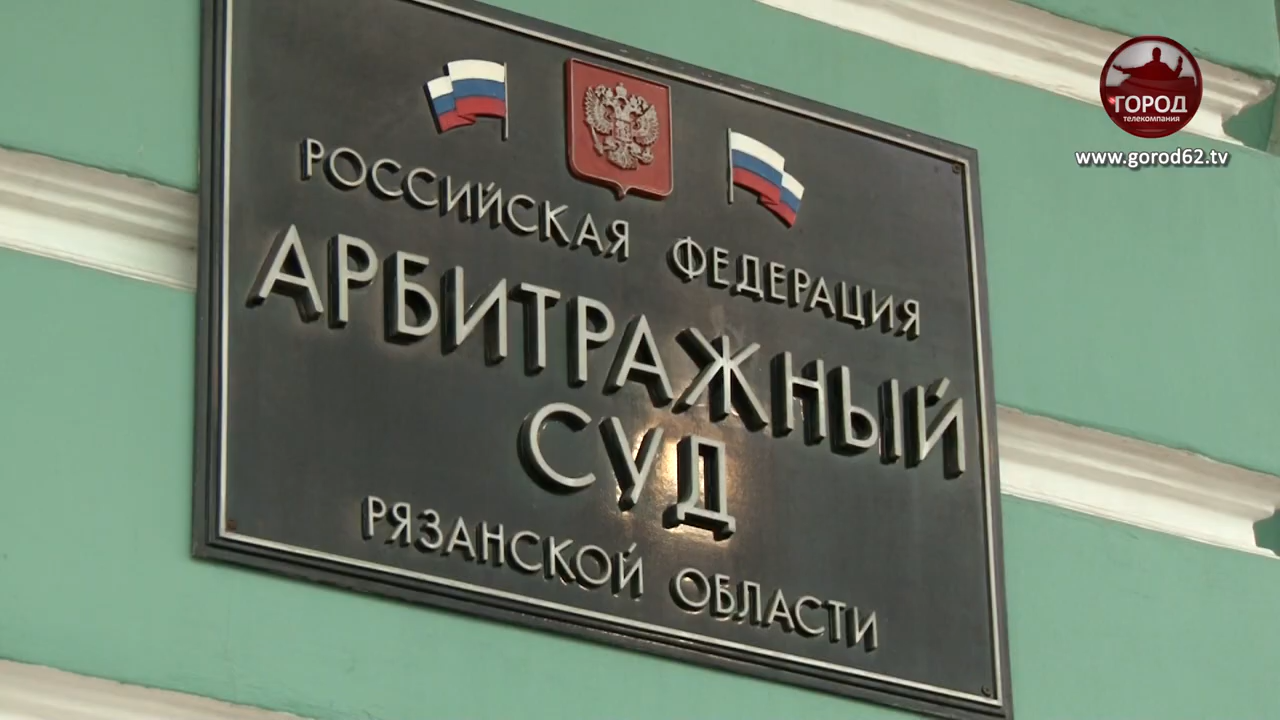 ГОРОД
телекомпания
www.gorod62.tv
РОССИЙСКАЯ ФЕДЕРАЦИЯ
АРБИТРАЖНЫЙ
СУД
РЯЗАНСКОЙ ОБЛАСТИ